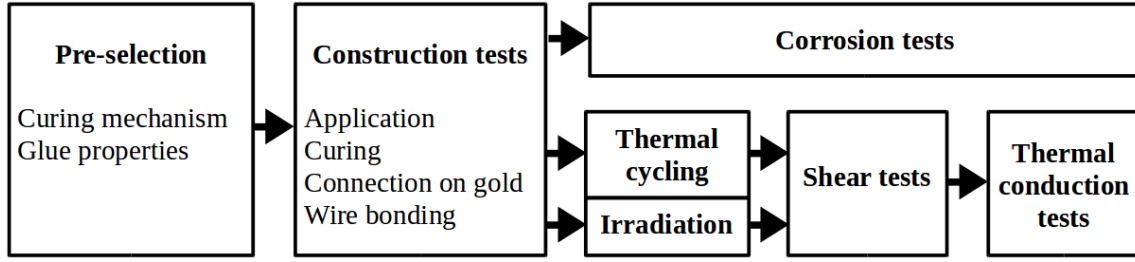 Pre-selection
Curing mechanism
Glue properties
Construction tests
Application
Curing
Connection on gold
Wire bonding
Corrosion tests
Thermal
cycling
Irradiation
Shear tests
Thermal
conduction
tests